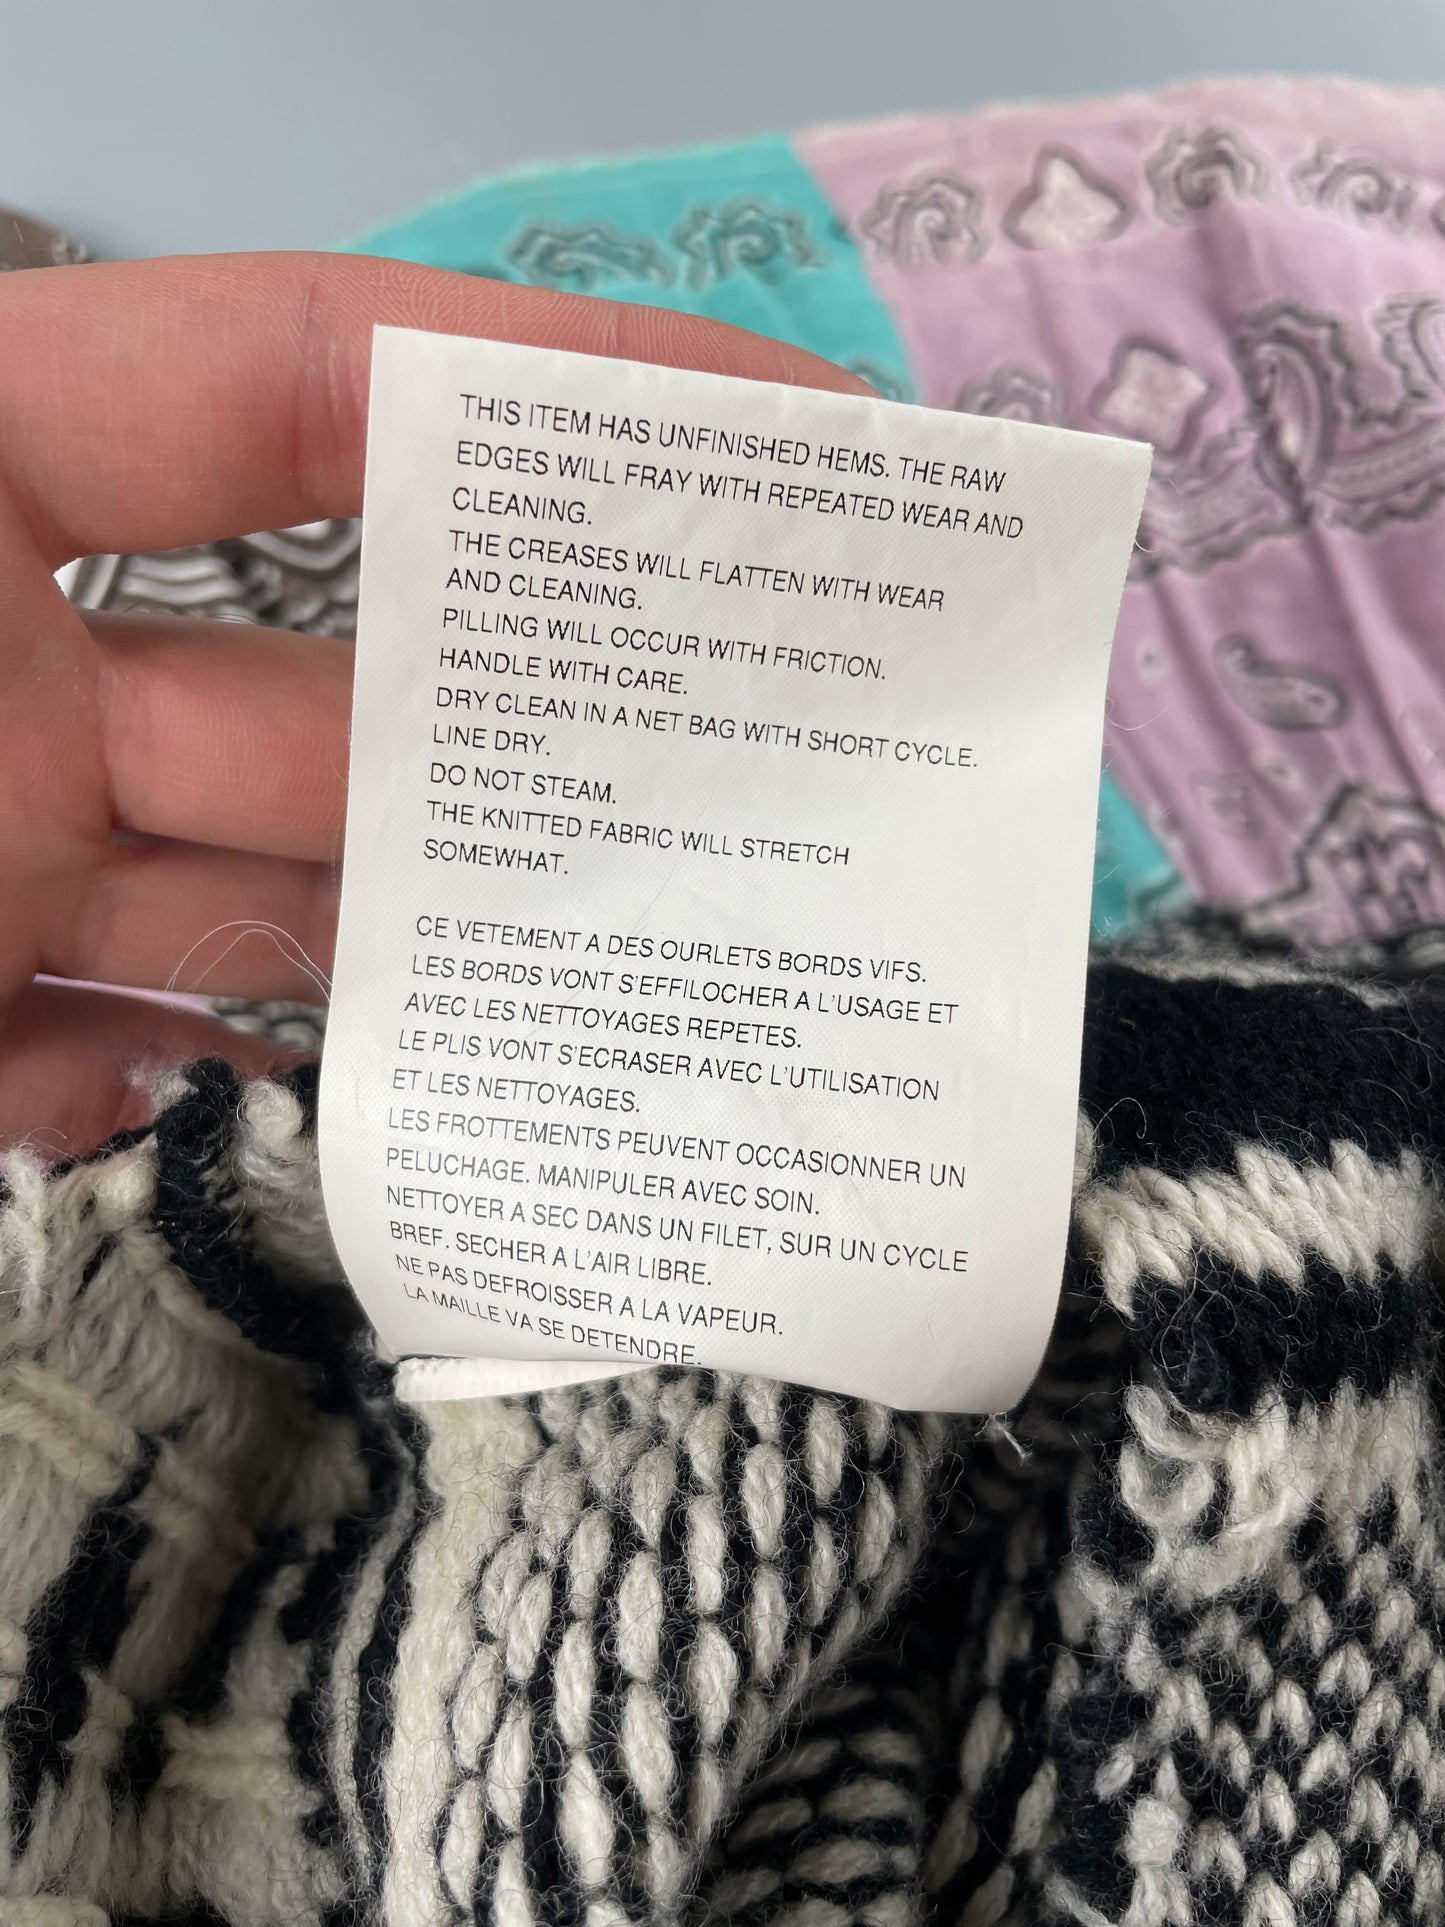 THIS ITEM HAS UNFINISHED HEMS. THE RAW
EDGES WILL FRAY WITH REPEATED WEAR AND
CLEANING.
THE CREASES WILL FLATTEN WITH WEAR
AND CLEANING.
PILLING WILL OCCUR WITH FRICTION.
HANDLE WITH CARE.
DRY CLEAN IN A NET BAG WITH SHORT CYCLE.
LINE DRY.
DO NOT STEAM.
THE KNITTED FABRIC WILL STRETCH
SOMEWHAT.
CE VETEMENT A DES OURLETS BORDS VIFS.
LES BORDS VONT S'EFFILOCHER A L'USAGE ET
AVEC LES NETTOYAGES REPETES.
LE PLIS VONT S'ECRASER AVEC L'UTILISATION
ET LES NETTOYAGES.
LES FROTTEMENTS PEUVENT OCCASIONNER UN
PELUCHAGE. MANIPULER AVEC SOIN.
NETTOYER A SEC DANS UN FILET, SUR UN CYCLE
BREF. SECHER A L'AIR LIBRE.
NE PAS DEFROISSER A LA VAPEUR.
LA MAILLE VA SE DETENDRE.